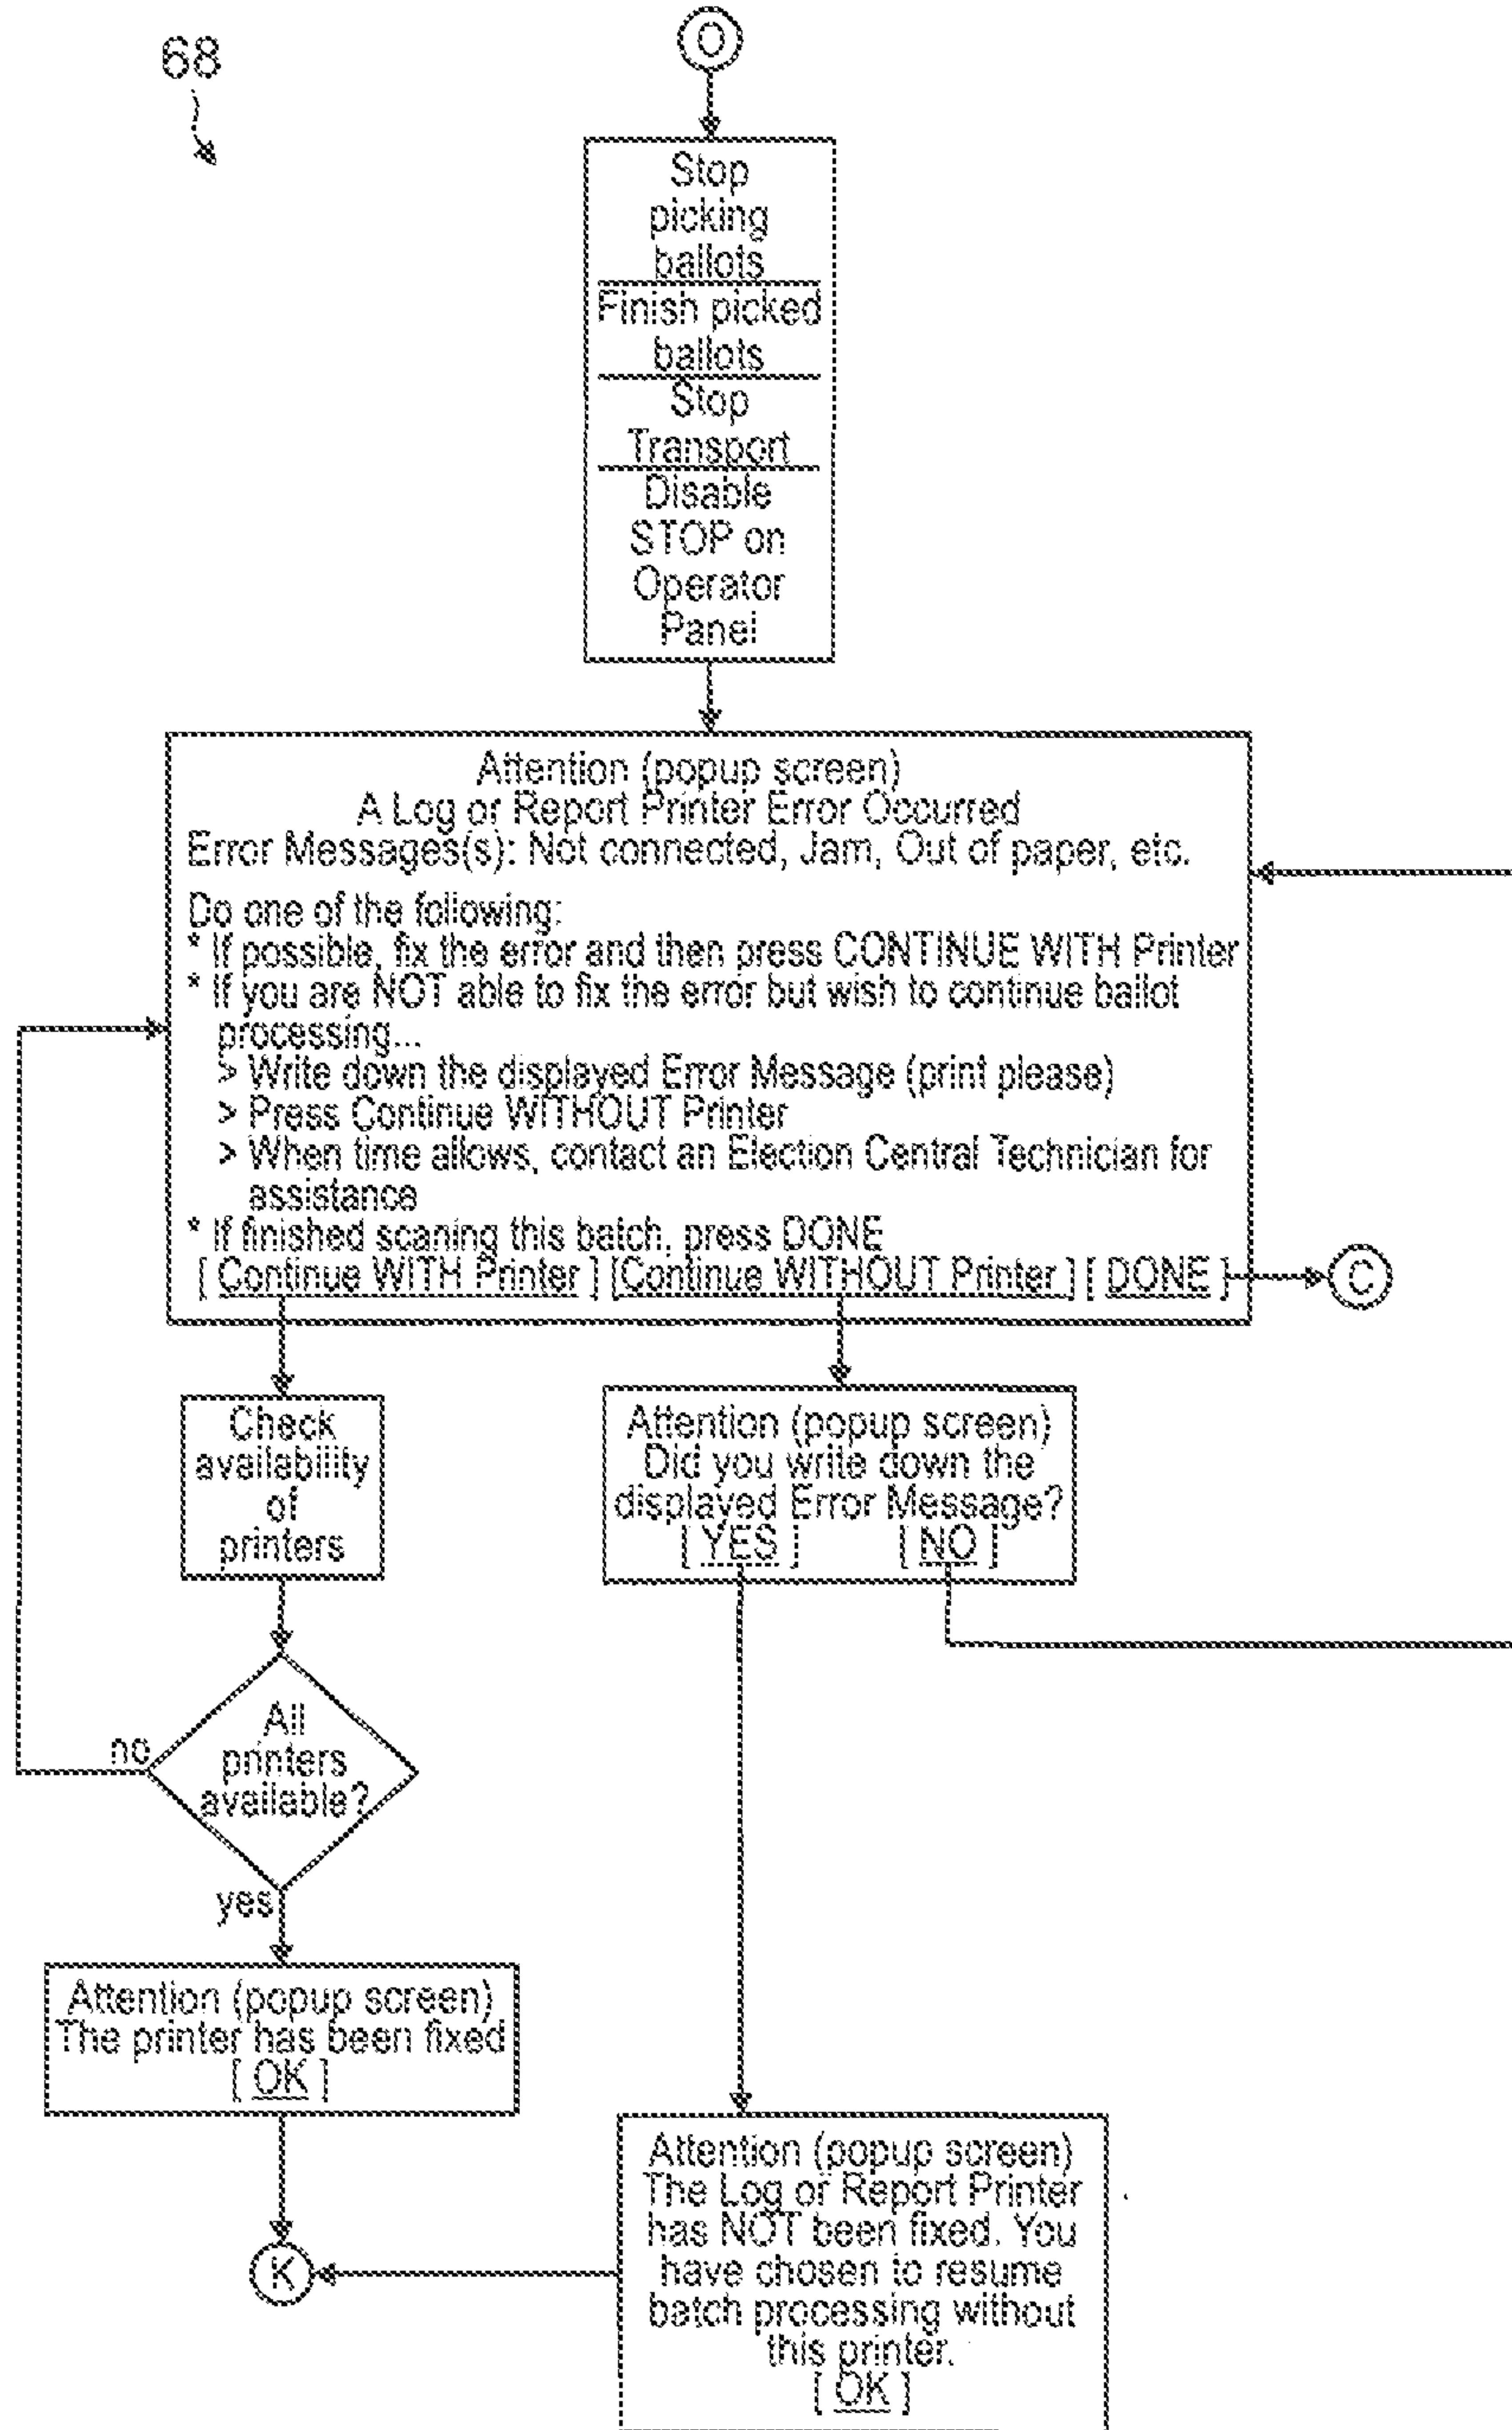 68
O
Stop
picking
ballots
Finish picked
ballots
Stop
Transport
Disable
STOP on
Operator
Panel
Attention (popup screen)
A Log or Report Printer Error Occurred
Error Messages(s): Not connected, Jam, Out of paper, etc.
Do one of the following:
* If possible, fix the error and then press CONTINUE WITH Printer
* If you are NOT able to fix the error but wish to continue ballot
processing...
> Write down the displayed Error Message (print please)
> Press Continue WITHOUT Printer
> When time allows, contact an Election Central Technician for
assistance
* If finished scaning this batch, press DONE
[ Continue WITH Printer ] [Continue WITHOUT Printer ] [ DONE ]
C
Check
availability
of
printers
Attention (popup screen)
Did you write down the
displayed Error Message?
[ YES ] [ NO ]
All
printers
available?
no
yes
Attention (popup screen)
The printer has been fixed
[ OK ]
K
Attention (popup screen)
The Log or Report Printer
has NOT been fixed. You
have chosen to resume
batch processing without
this printer.
[ OK ]